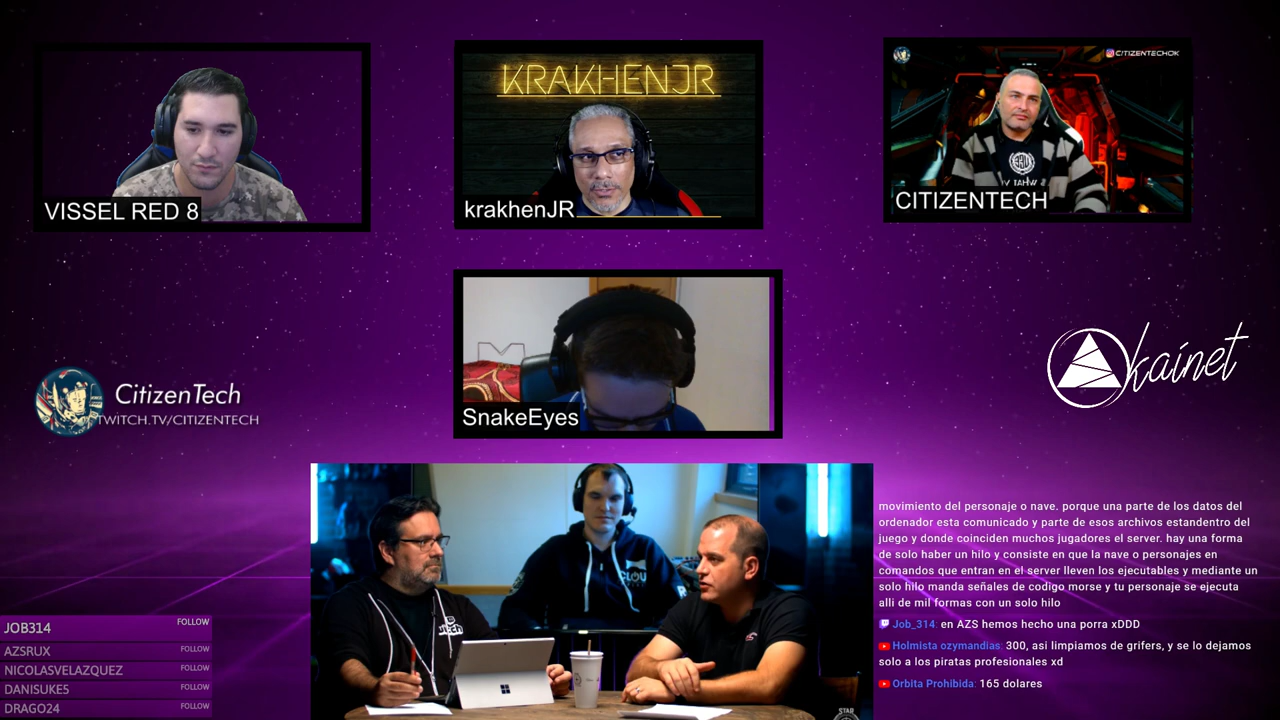 CITIZENTECHOK
KRAKHENJR
VISSEL RED 8
krakhenJR
CITIZENTECH
SnakeEyes
CitizenTech
TWITCH.TV/CITIZENTECH
kainet
movimiento del personaje o nave. porque una parte de los datos del
ordenador esta comunicado y parte de esos archivos estandentro del
juego y donde coinciden muchos jugadores el server. hay una forma
de solo haber un hilo y consiste en que la nave o personajes en
comandos que entran en el server lleven los ejecutables y mediante un
solo hilo manda señales de codigo morse y tu personaje se ejecuta
alli de mil formas con un solo hilo
Job_314: en AZS hemos hecho una porra xDDD
Holmista ozymandias: 300, asi limpiamos de grifers, y se lo dejamos
solo a los piratas profesionales xd
Orbita Prohibida: 165 dolares
JOB314 FOLLOW
AZSRUX FOLLOW
NICOLASVELAZQUEZ FOLLOW
DANISUKE5 FOLLOW
DRAGO24 FOLLOW
STAR